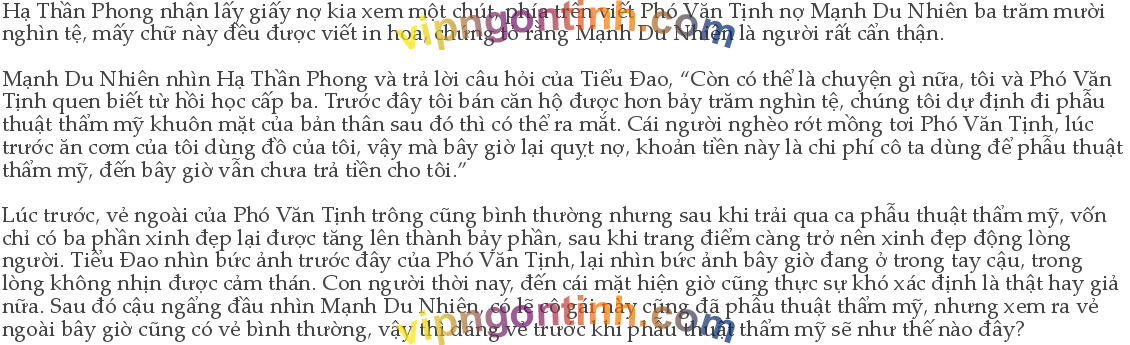 Hạ Thần Phong nhận lấy giấy nợ kia xem một chút, phía trên viết Phó Văn Tịnh nợ Mạnh Du Nhiên ba trăm mười
nghìn tệ, mấy chữ này đều được viết in hoa, chứng tỏ rằng Mạnh Du Nhiên là người rất cẩn thận.
vipngontinh.com
Mạnh Du Nhiên nhìn Hạ Thần Phong và trả lời câu hỏi của Tiểu Đao, “Còn có thể là chuyện gì nữa, tôi và Phó Văn
Tịnh quen biết từ hồi học cấp ba. Trước đây tôi bán căn hộ được hơn bảy trăm nghìn tệ, chúng tôi dự định đi phẫu
thuật thẩm mỹ khuôn mặt của bản thân sau đó thì có thể ra mắt. Cái người nghèo rớt mồng tơi Phó Văn Tịnh, lúc
trước ăn cơm của tôi dùng đồ của tôi, vậy mà bây giờ lại quỵt nợ, khoản tiền này là chi phí cô ta dùng để phẫu thuật
thẩm mỹ, đến bây giờ vẫn chưa trả tiền cho tôi.”
Lúc trước, vẻ ngoài của Phó Văn Tịnh trông cũng bình thường nhưng sau khi trải qua ca phẫu thuật thẩm mỹ, vốn
chỉ có ba phần xinh đẹp lại được tăng lên thành bảy phần, sau khi trang điểm càng trở nên xinh đẹp động lòng
người. Tiểu Đao nhìn bức ảnh trước đây của Phó Văn Tịnh, lại nhìn bức ảnh bây giờ đang ở trong tay cậu, trong
lòng không nhịn được cảm thán. Con người thời nay, đến cái mặt hiện giờ cũng thực sự khó xác định là thật hay giả
nữa. Sau đó cậu ngẩng đầu nhìn Mạnh Du Nhiên, có lẽ cô gái này cũng đã phẫu thuật thẩm mỹ, nhưng xem ra vẻ
ngoài bây giờ cũng có vẻ bình thường, vậy thì dáng vẻ trước khi phẫu thuật thẩm mỹ sẽ như thế nào đây?
vipngontinh.com